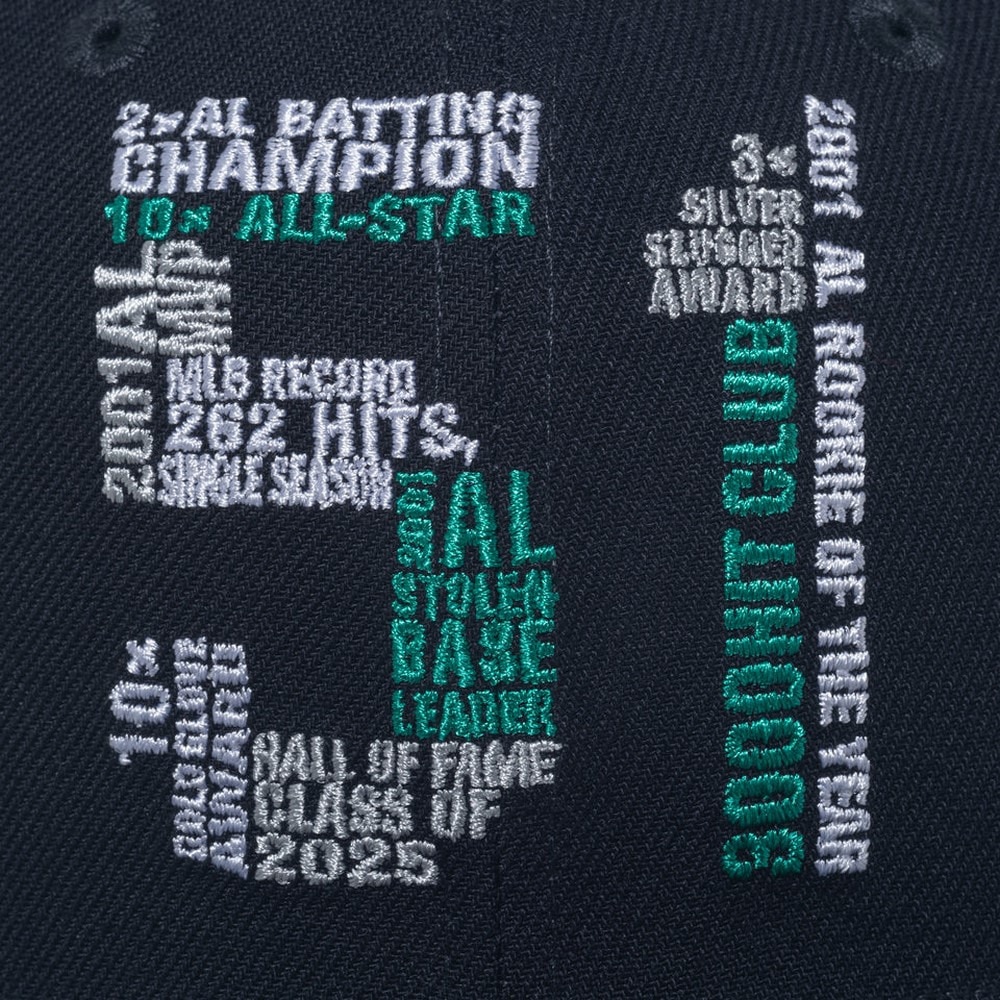 2x AL BATTING
CHAMPION
10x ALL-STAR
2001 AL
MVP
MLB RECORD
262 HITS,
SINGLE SEASON
2001
AL
STOLEN
BASE
LEADER
10x
GOLD GLOVE
AWARD
HALL OF FAME
CLASS OF
2025
3x
SILVER
SLUGGER
AWARD
3000 HIT CLUB
2001 AL ROOKIE OF THE YEAR